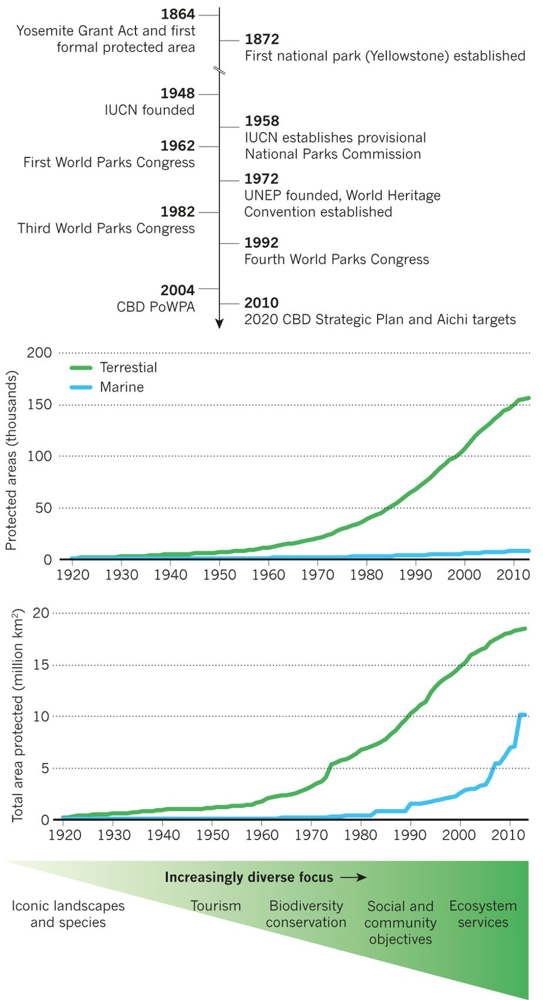 1864
Yosemite Grant Act and first
formal protected area
1872
First national park (Yellowstone) established
1948
IUCN founded
1958
IUCN establishes provisional
National Parks Commission
1962
First World Parks Congress
1972
UNEP founded, World Heritage
Convention established
1982
Third World Parks Congress
1992
Fourth World Parks Congress
2004
CBD PoWPA
2010
2020 CBD Strategic Plan and Aichi targets
Protected areas (thousands)
200
150
100
50
0
Terrestial
Marine
1920 1930 1940 1950 1960 1970 1980 1990 2000 2010
Total area protected (million km²)
20
15
10
5
0
1920 1930 1940 1950 1960 1970 1980 1990 2000 2010
Increasingly diverse focus →
Iconic landscapes
and species
Tourism
Biodiversity
conservation
Social and
community
objectives
Ecosystem
services